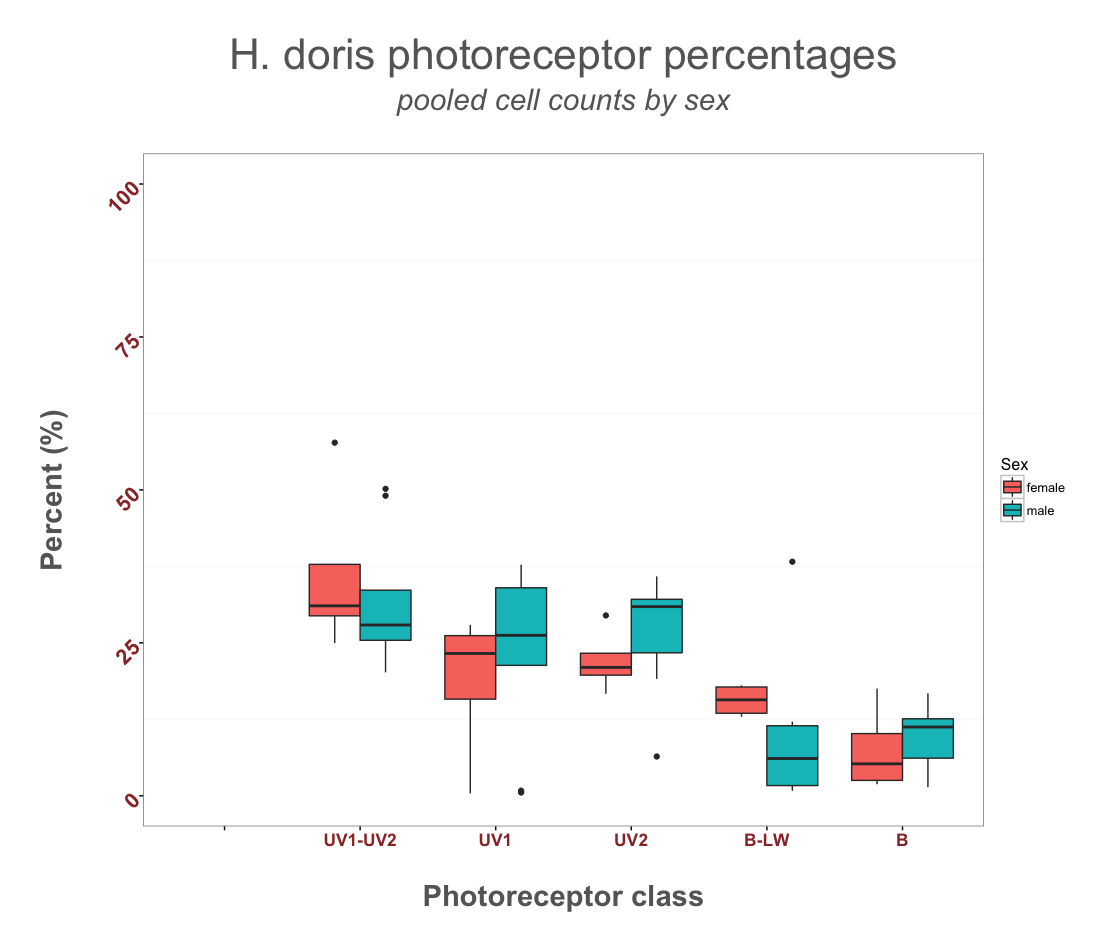 H. doris photoreceptor percentages
pooled cell counts by sex
100
75
50
25
0
Percent (%)
UV1-UV2 UV1 UV2 B-LW B
Photoreceptor class
Sex
female
male